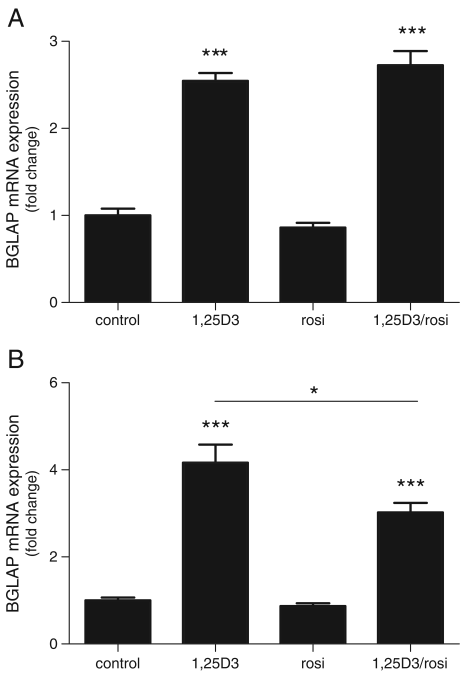 A
BGLAP mRNA expression
(fold change)
3
2
1
0
***
***
control
1,25D3
rosi
1,25D3/rosi
B
BGLAP mRNA expression
(fold change)
6
4
2
0
*
***
***
control
1,25D3
rosi
1,25D3/rosi